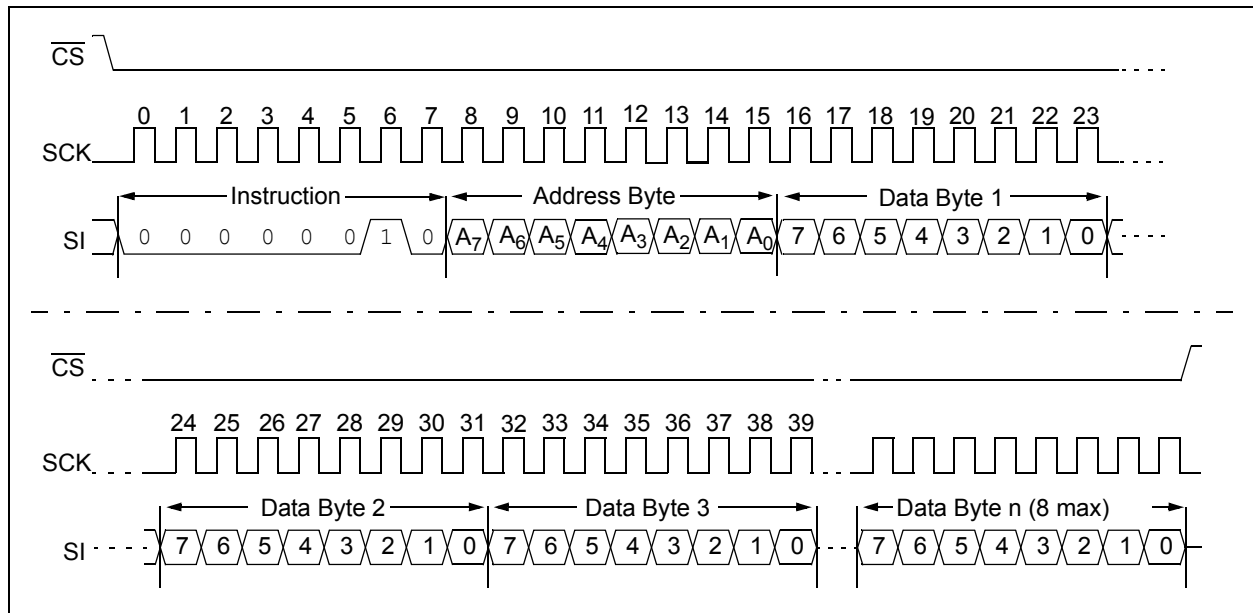 CS
0 1 2 3 4 5 6 7 8 9 10 11 12 13 14 15 16 17 18 19 20 21 22 23
SCK
Instruction Address Byte Data Byte 1
SI 0 0 0 0 0 0 1 0 A7 A6 A5 A4 A3 A2 A1 A0 7 6 5 4 3 2 1 0
CS
24 25 26 27 28 29 30 31 32 33 34 35 36 37 38 39
SCK
Data Byte 2 Data Byte 3 Data Byte n (8 max)
SI 7 6 5 4 3 2 1 0 7 6 5 4 3 2 1 0 7 6 5 4 3 2 1 0